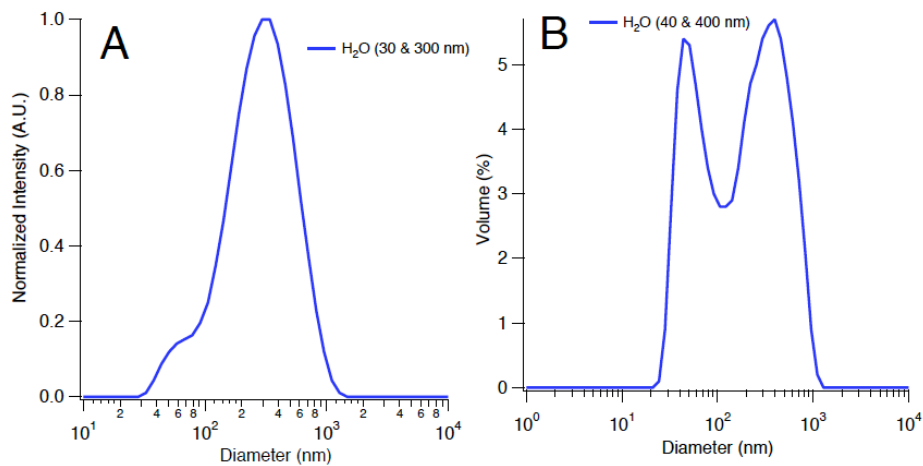 A
H₂O (30 & 300 nm)
Normalized Intensity (A.U.)
1.0
0.8
0.6
0.4
0.2
0.0
10¹ 2 4 6 8 10² 2 4 6 8 10³ 2 4 6 8 10⁴
Diameter (nm)
B
H₂O (40 & 400 nm)
Volume (%)
5
4
3
2
1
0
10⁰ 10¹ 10² 10³ 10⁴
Diameter (nm)